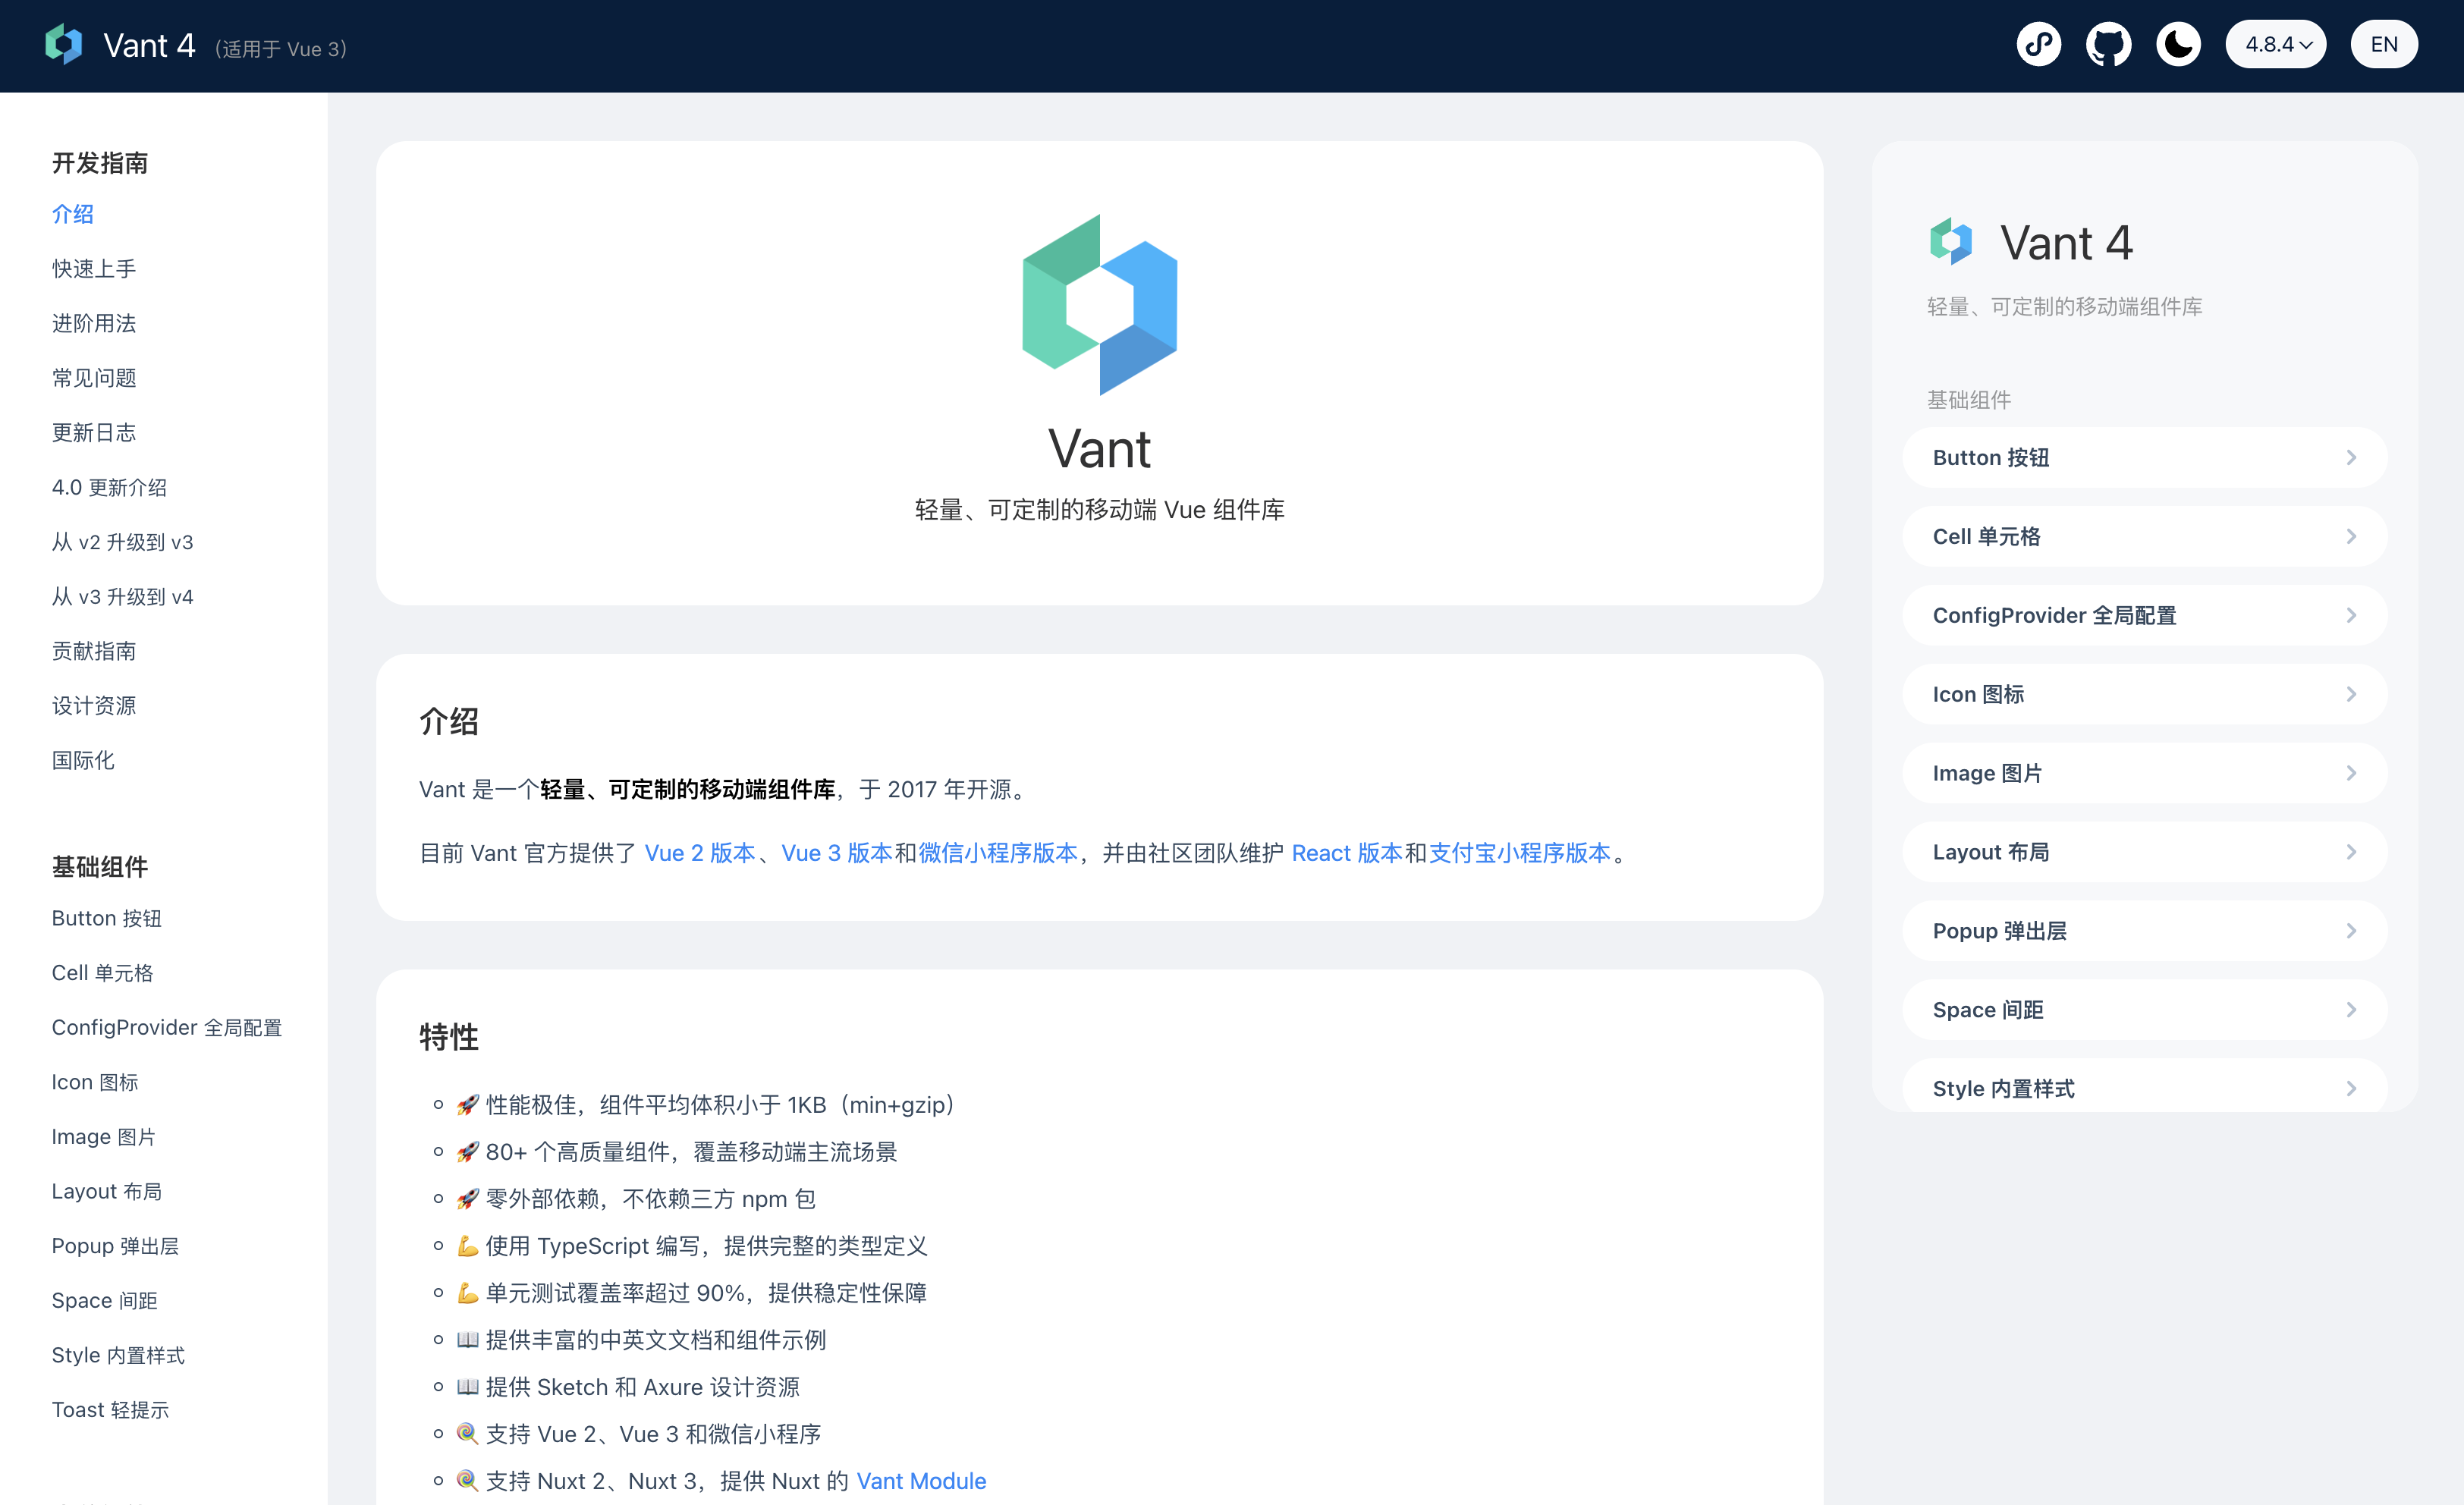 Vant 4 (适用于 Vue 3)
4.8.4
EN
开发指南
介绍
快速上手
进阶用法
常见问题
更新日志
4.0 更新介绍
从 v2 升级到 v3
从 v3 升级到 v4
贡献指南
设计资源
国际化
基础组件
Button 按钮
Cell 单元格
ConfigProvider 全局配置
Icon 图标
Image 图片
Layout 布局
Popup 弹出层
Space 间距
Style 内置样式
Toast 轻提示
Vant
轻量、可定制的移动端 Vue 组件库
介绍
Vant 是一个轻量、可定制的移动端组件库，于 2017 年开源。
目前 Vant 官方提供了 Vue 2 版本、Vue 3 版本和微信小程序版本，并由社区团队维护 React 版本和支付宝小程序版本。
特性
🚀 性能极佳，组件平均体积小于 1KB（min+gzip）
🚀 80+ 个高质量组件，覆盖移动端主流场景
🚀 零外部依赖，不依赖三方 npm 包
💪 使用 TypeScript 编写，提供完整的类型定义
💪 单元测试覆盖率超过 90%，提供稳定性保障
📖 提供丰富的中英文文档和组件示例
📖 提供 Sketch 和 Axure 设计资源
🍭 支持 Vue 2、Vue 3 和微信小程序
🍭 支持 Nuxt 2、Nuxt 3，提供 Nuxt 的 Vant Module
Vant 4
轻量、可定制的移动端组件库
基础组件
Button 按钮
Cell 单元格
ConfigProvider 全局配置
Icon 图标
Image 图片
Layout 布局
Popup 弹出层
Space 间距
Style 内置样式